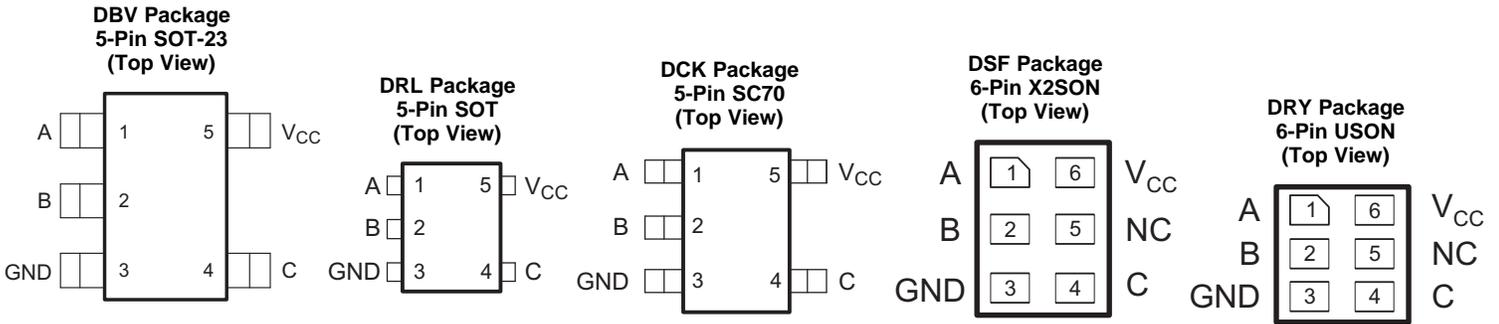 DBV Package
5-Pin SOT-23
(Top View)
A 1 5 VCC
B 2
GND 3 4 C
DRL Package
5-Pin SOT
(Top View)
A 1 5 VCC
B 2
GND 3 4 C
DCK Package
5-Pin SC70
(Top View)
A 1 5 VCC
B 2
GND 3 4 C
DSF Package
6-Pin X2SON
(Top View)
A 1 6 VCC
B 2 5 NC
GND 3 4 C
DRY Package
6-Pin USON
(Top View)
A 1 6 VCC
B 2 5 NC
GND 3 4 C